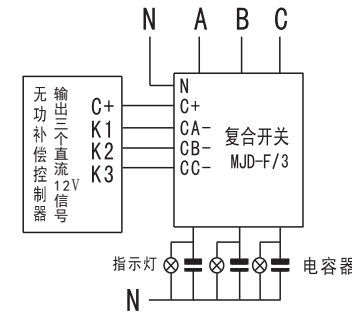 N A B C
无功补偿控制器
输出三个直流12V信号
C+
K1
K2
K3
N
C+
CA-
CB-
CC-
复合开关
MJD-F/3
指示灯
电容器
N